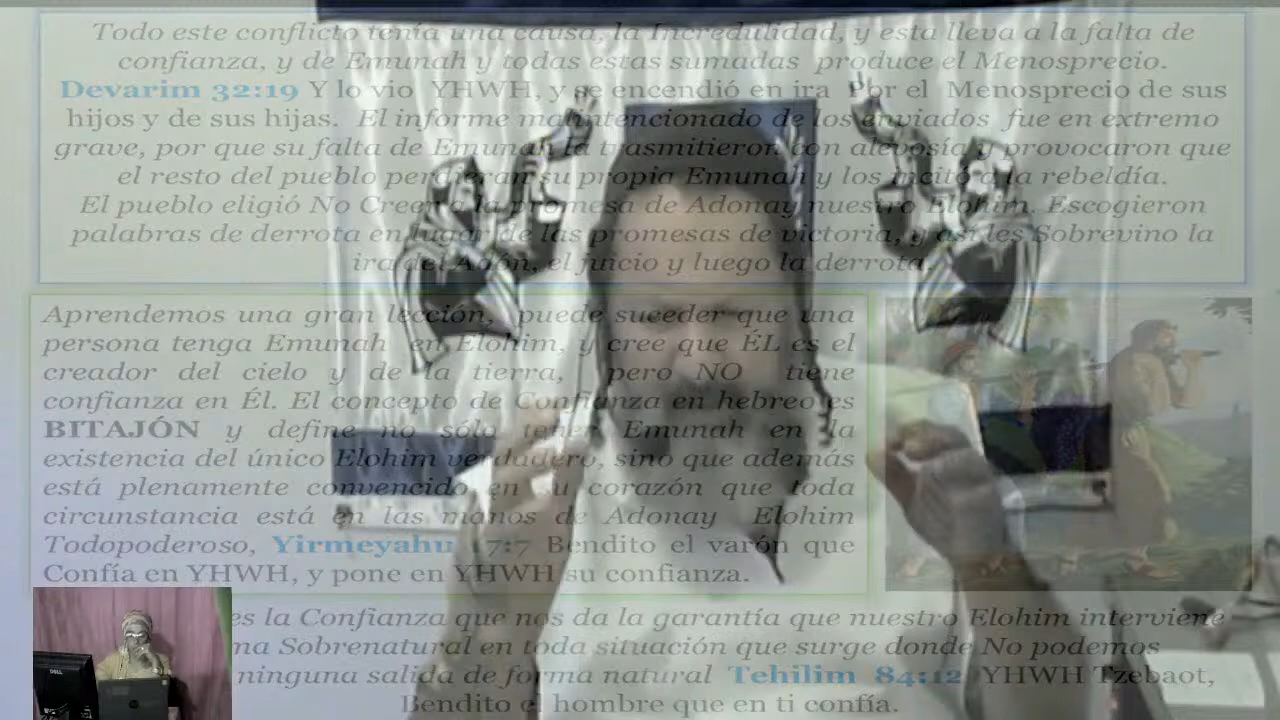 Todo este conflicto tenía una causa, la Incredulidad, y esta lleva a la falta de
confianza, y de Emunah y todas estas sumadas produce el Menosprecio.
Devarim 32:19 Y lo vio YHWH, y se encendió en ira Por el Menosprecio de sus
hijos y de sus hijas. El informe mal intencionado de los enviados fue en extremo
grave, por que su falta de Emunah la trasmitieron con alevosía y provocaron que
el resto del pueblo perdieran su propia Emunah y los incitó a la rebeldía.
El pueblo eligió No Creer a la promesa de Adonay nuestro Elohim. Escogieron
palabras de derrota en lugar de las promesas de victoria, y así les Sobrevino la
ira del Adón, el juicio y luego la derrota.
Aprendemos una gran lección, puede suceder que una
persona tenga Emunah en Elohim, y cree que ÉL es el
creador del cielo y de la tierra, pero NO tiene
confianza en Él. El concepto de Confianza en hebreo es
BITAJÓN y define no sólo tener Emunah en la
existencia del único Elohim verdadero, sino que además
está plenamente convencido en su corazón que toda
circunstancia está en las manos de Adonay Elohim
Todopoderoso, Yirmeyahu 17:7 Bendito el varón que
Confía en YHWH, y pone en YHWH su confianza.
es la Confianza que nos da la garantía que nuestro Elohim interviene
na Sobrenatural en toda situación que surge donde No podemos
ninguna salida de forma natural Tehilim 84:12 YHWH Tzebaot,
Bendito el hombre que en ti confía.
DELL